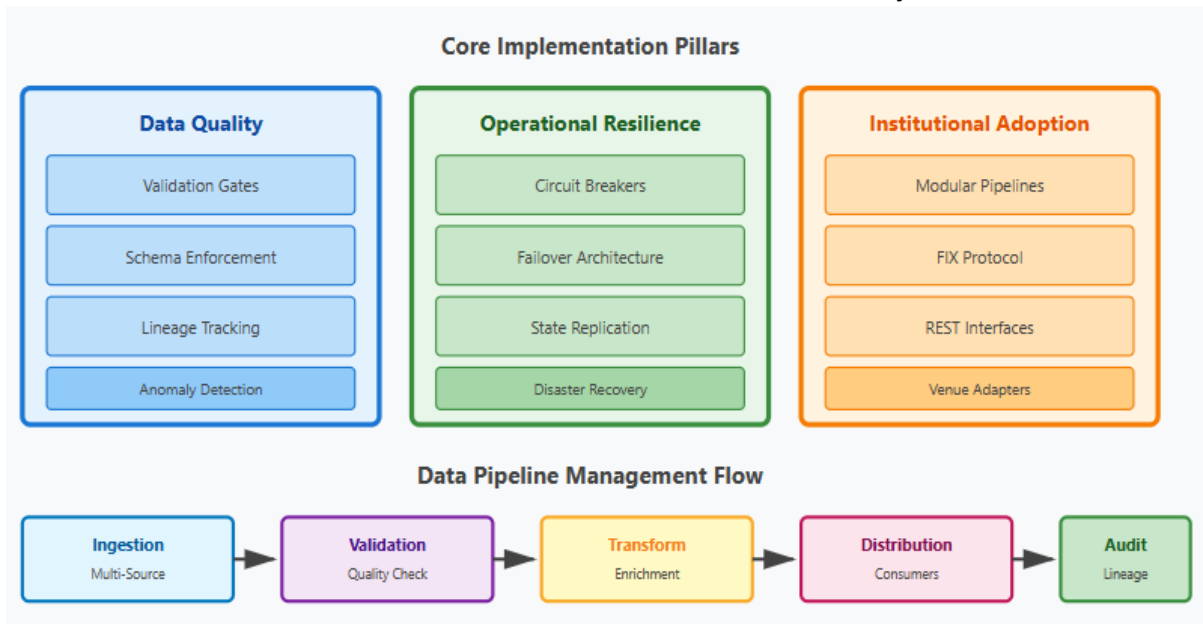 Core Implementation Pillars
Data Quality
Validation Gates
Schema Enforcement
Lineage Tracking
Anomaly Detection
Operational Resilience
Circuit Breakers
Failover Architecture
State Replication
Disaster Recovery
Institutional Adoption
Modular Pipelines
FIX Protocol
REST Interfaces
Venue Adapters
Data Pipeline Management Flow
Ingestion
Multi-Source
Validation
Quality Check
Transform
Enrichment
Distribution
Consumers
Audit
Lineage